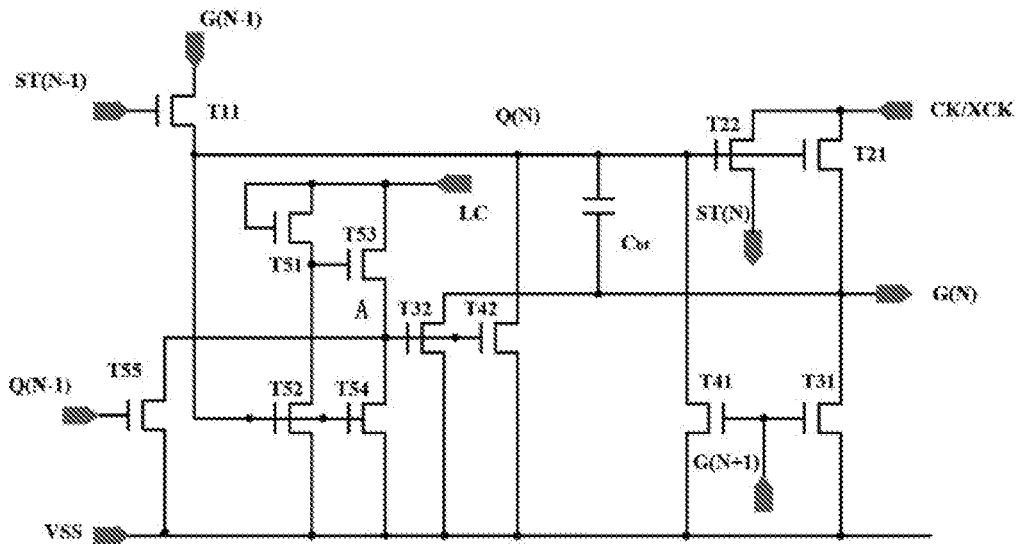 G(N-1)
ST(N-1)
T11
Q(N)
T22
CK/XCK
T21
LC
ST(N)
T53
T51
Cbt
G(N)
A
T32
T42
T55
Q(N-1)
T52
T54
T41
T31
G(N+1)
VSS